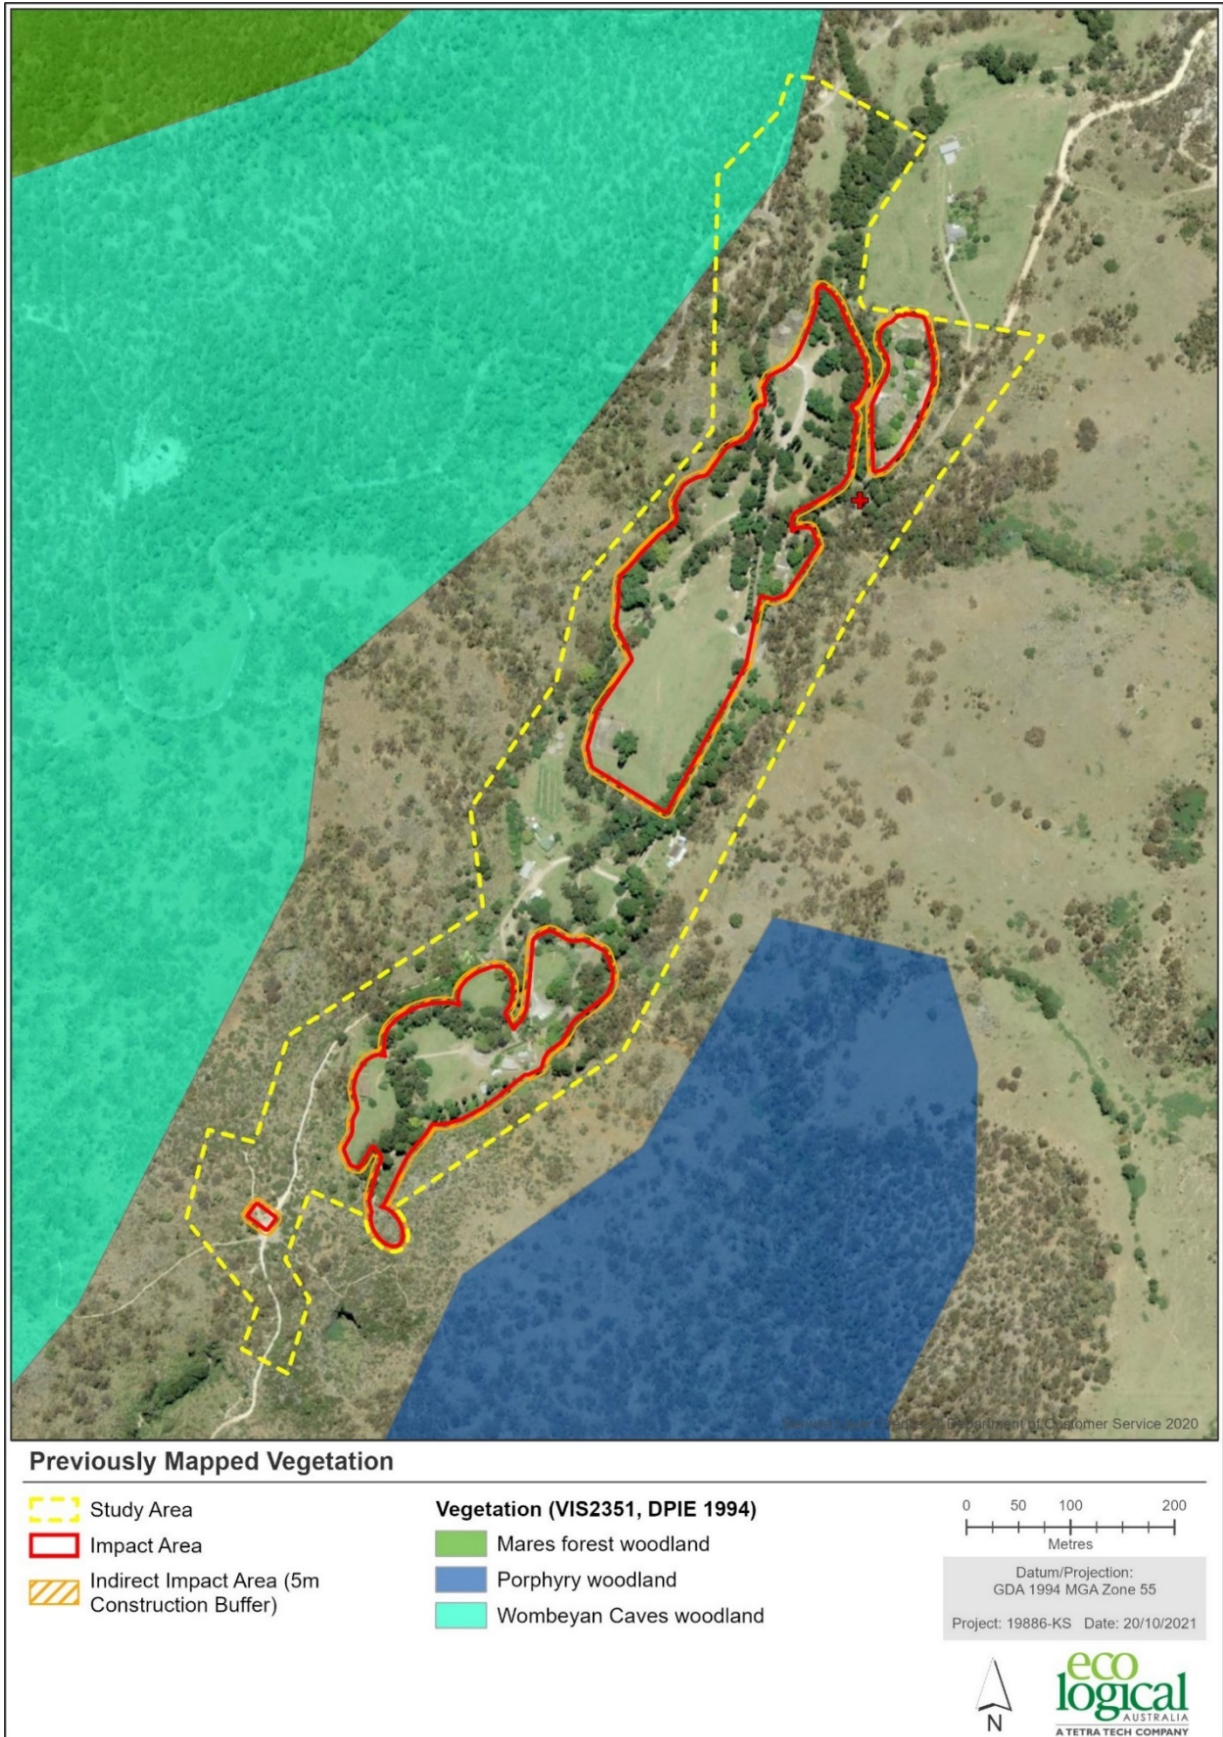 Department of Customer Service 2020
Previously Mapped Vegetation
Study Area
Impact Area
Indirect Impact Area (5m
Construction Buffer)
Vegetation (VIS2351, DPIE 1994)
Mares forest woodland
Porphyry woodland
Wombeyan Caves woodland
0 50 100 200
Metres
Datum/Projection:
GDA 1994 MGA Zone 55
Project: 19886-KS Date: 20/10/2021
N
eco
logical
AUSTRALIA
A TETRA TECH COMPANY